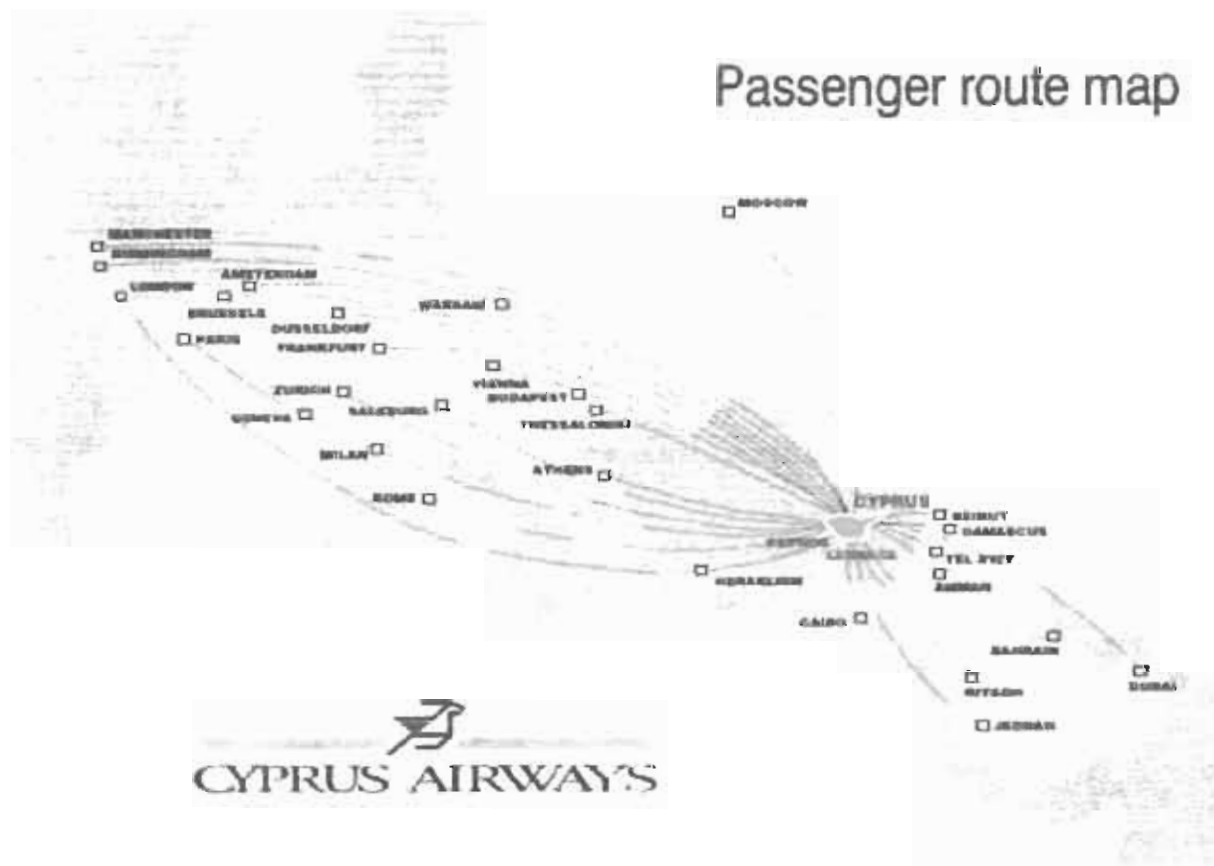 Passenger route map
MOSCOW
MANCHESTER
BIRMINGHAM
AMSTERDAM
LONDON
BRUSSELS
WARSAW
DUSSELDORF
PARIS
FRANKFURT
VIENNA
ZURICH
BUDAPEST
GENEVA
SALZBURG
THESSALONIKI
MILAN
ATHENS
ROME
CYPRUS
BEIRUT
DAMASCUS
PAPHOS
LARNACA
TEL AVIV
HERAKLION
AMMAN
CAIRO
BAHRAIN
RIYADH
DUBAI
JEDDAH
CYPRUS AIRWAYS